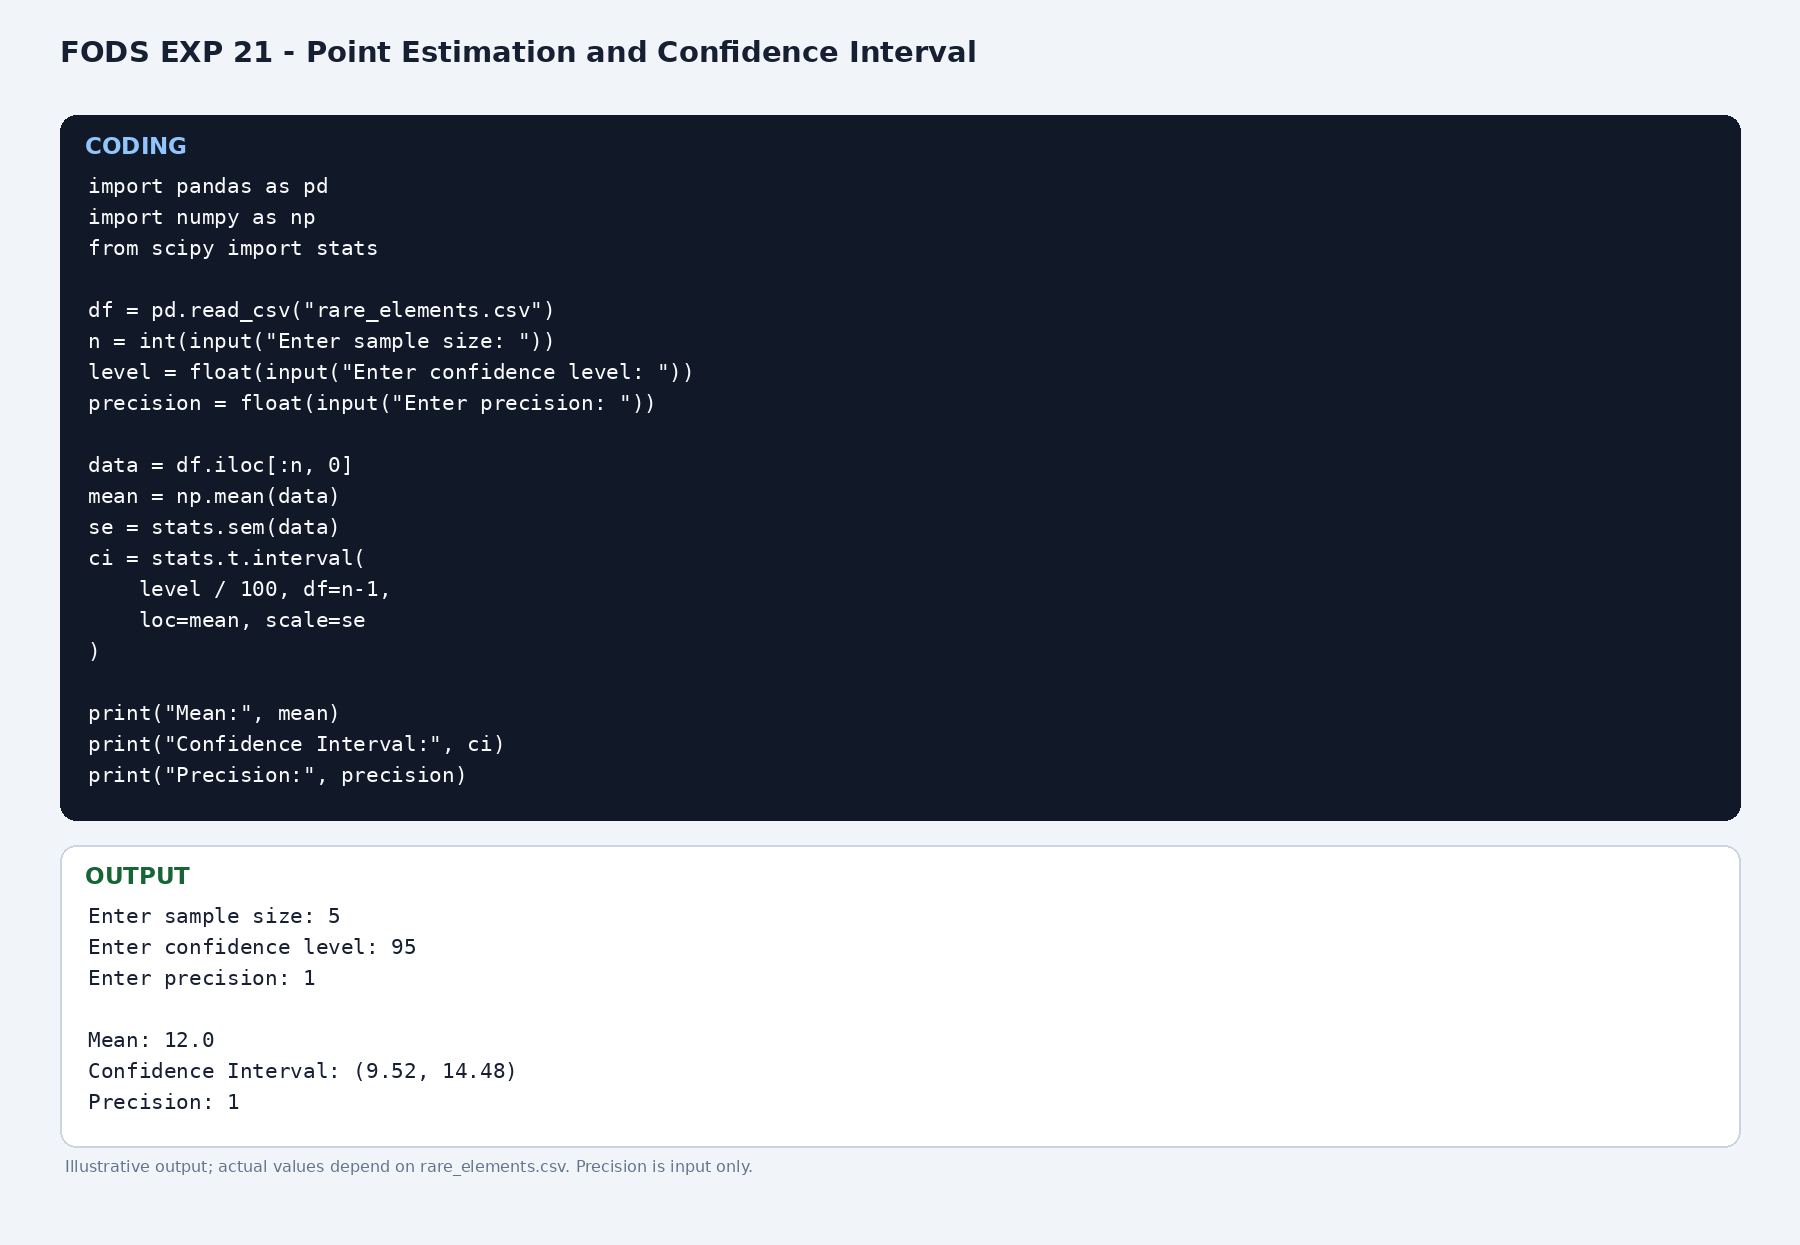 FODS EXP 21 - Point Estimation and Confidence Interval
CODING
import pandas as pd
import numpy as np
from scipy import stats

df = pd.read_csv("rare_elements.csv")
n = int(input("Enter sample size: "))
level = float(input("Enter confidence level: "))
precision = float(input("Enter precision: "))

data = df.iloc[:n, 0]
mean = np.mean(data)
se = stats.sem(data)
ci = stats.t.interval(
    level / 100, df=n-1,
    loc=mean, scale=se
)

print("Mean:", mean)
print("Confidence Interval:", ci)
print("Precision:", precision)
OUTPUT
Enter sample size: 5
Enter confidence level: 95
Enter precision: 1

Mean: 12.0
Confidence Interval: (9.52, 14.48)
Precision: 1
Illustrative output; actual values depend on rare_elements.csv. Precision is input only.